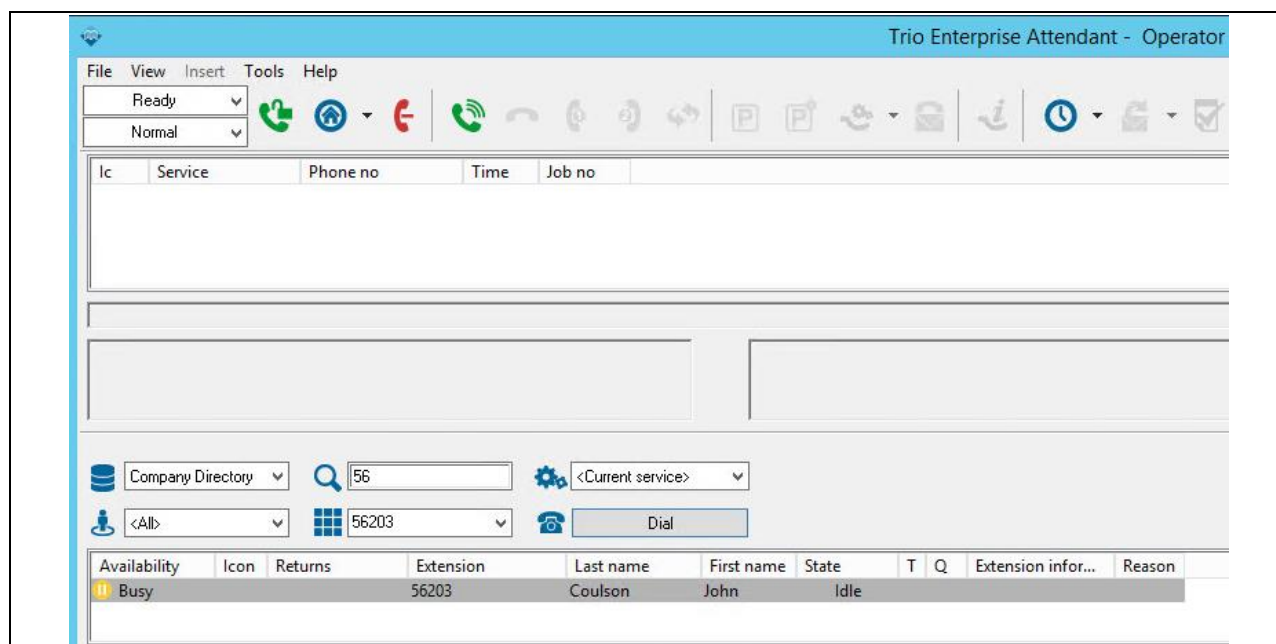 Trio Enterprise Attendant - Operator
File View Insert Tools Help
Ready
Normal
Ic Service Phone no Time Job no
Company Directory 56 <Current service>
<All> 56203 Dial
Availability Icon Returns Extension Last name First name State T Q Extension infor... Reason
Busy 56203 Coulson John Idle